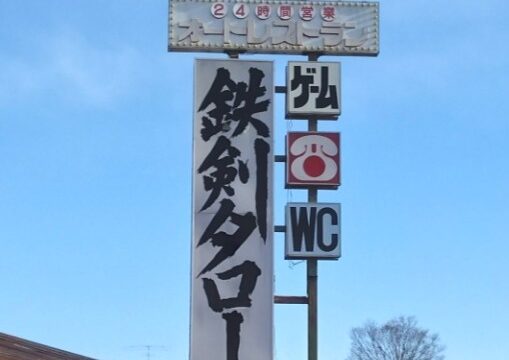 24時間営業
オートレストラン
鉄剣タロー
ゲーム
WC